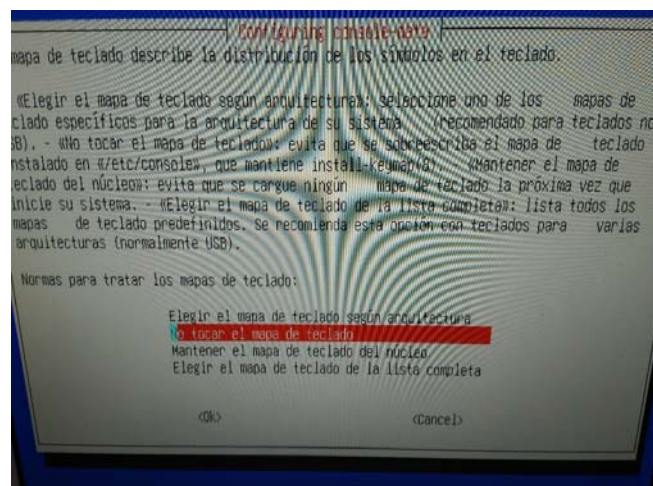 Configuring console-data
mapa de teclado describe la distribución de los símbolos en el teclado.
«Elegir el mapa de teclado según arquitectura»: seleccione uno de los mapas de
clado específicos para la arquitectura de su sistema (recomendado para teclados no
SB). - «No tocar el mapa de teclado»: evita que se sobreescriba el mapa de teclado
nstalado en «/etc/console», que mantiene install-keymap(8). «Mantener el mapa de
eclado del núcleo»: evita que se cargue ningún mapa de teclado la próxima vez que
inicie su sistema. - «Elegir el mapa de teclado de la lista completa»: lista todos los
mapas de teclado predefinidos. Se recomienda esta opción con teclados para varias
arquitecturas (normalmente USB).
Normas para tratar los mapas de teclado:
Elegir el mapa de teclado según arquitectura
No tocar el mapa de teclado
Mantener el mapa de teclado del núcleo
Elegir el mapa de teclado de la lista completa
<Ok> <Cancel>